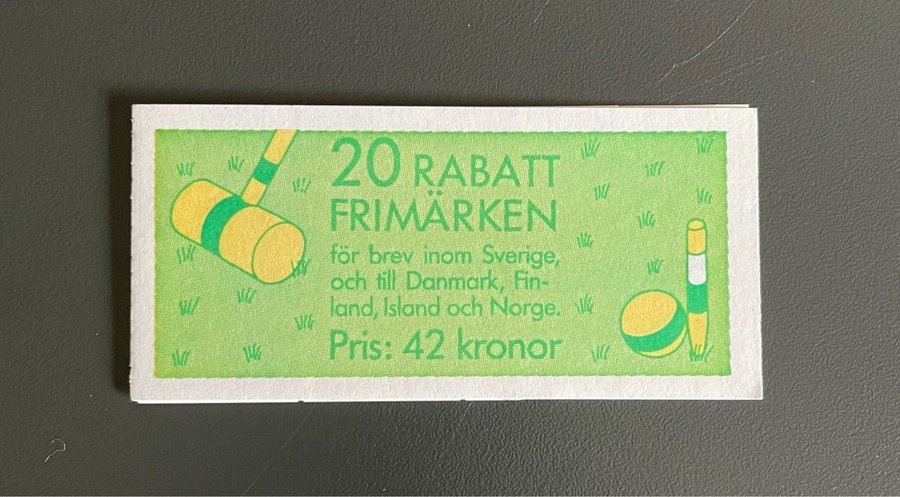 20 RABATT
FRIMÄRKEN
för brev inom Sverige,
och till Danmark, Fin-
land, Island och Norge.
Pris: 42 kronor